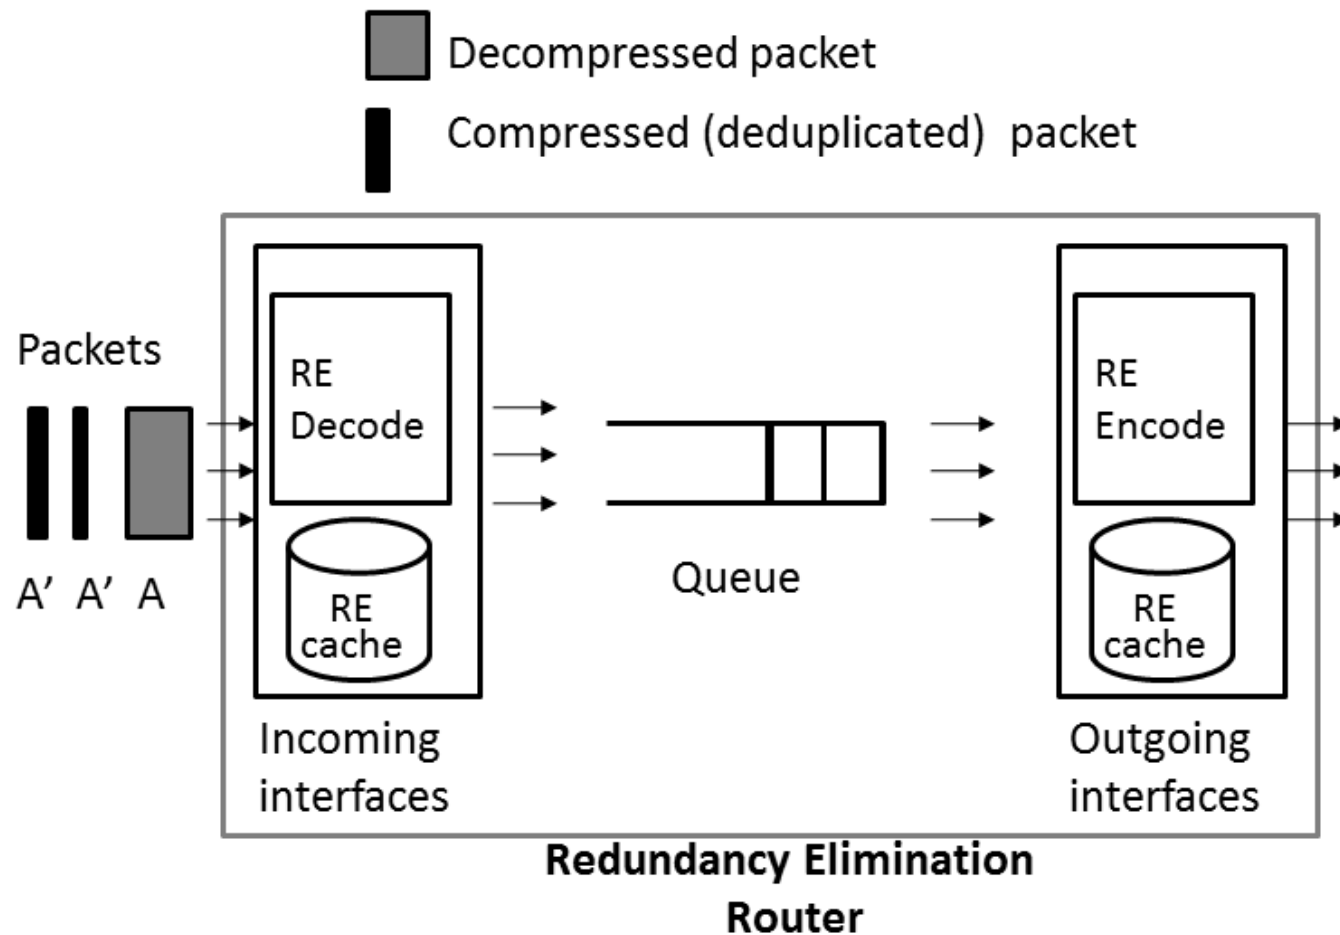 Decompressed packet
Compressed (deduplicated) packet
Packets
A’ A’ A
RE
Decode
RE
cache
Incoming
interfaces
Queue
RE
Encode
RE
cache
Outgoing
interfaces
Redundancy Elimination
Router